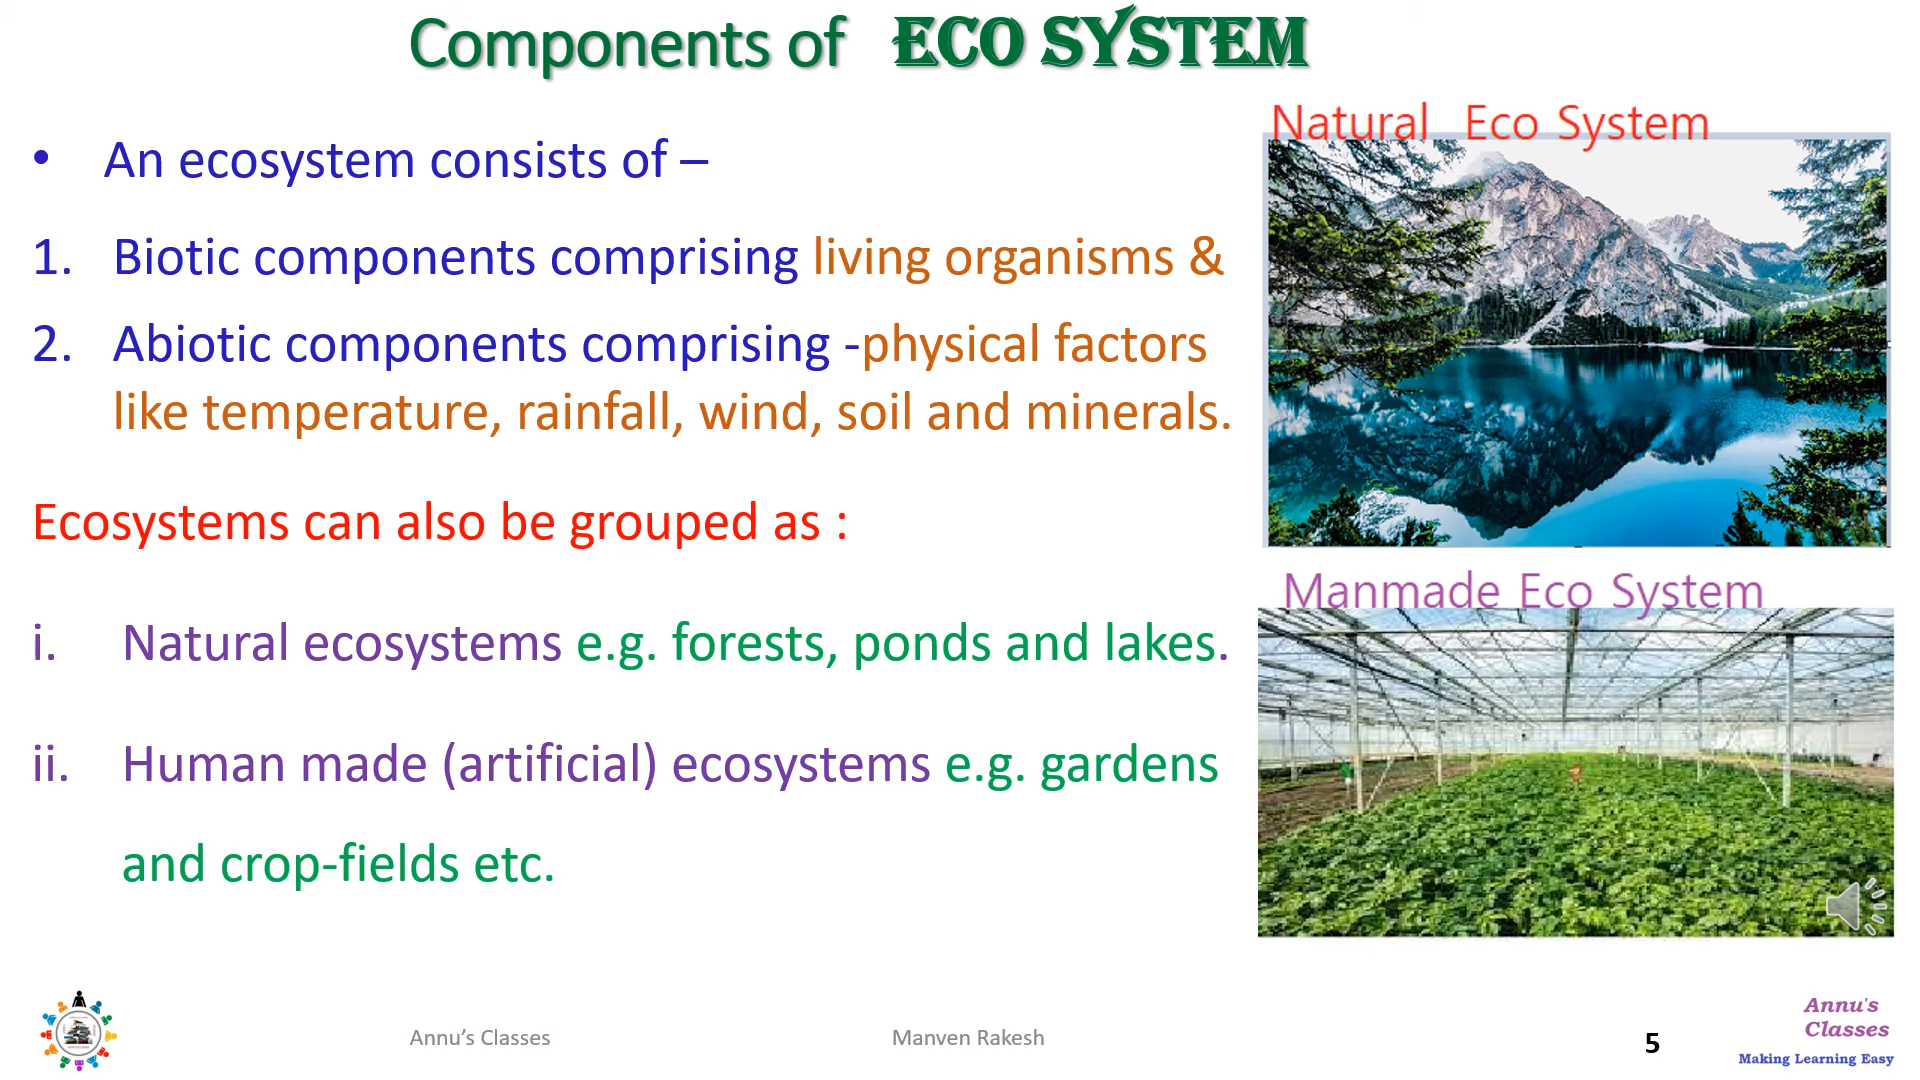 Components of ECO SYSTEM
Natural Eco System
• An ecosystem consists of –
1. Biotic components comprising living organisms &
2. Abiotic components comprising -physical factors
like temperature, rainfall, wind, soil and minerals.
Ecosystems can also be grouped as :
Manmade Eco System
i. Natural ecosystems e.g. forests, ponds and lakes.
ii. Human made (artificial) ecosystems e.g. gardens
and crop-fields etc.
Annu’s Classes
Manven Rakesh
5
Annu's
Classes
Making Learning Easy